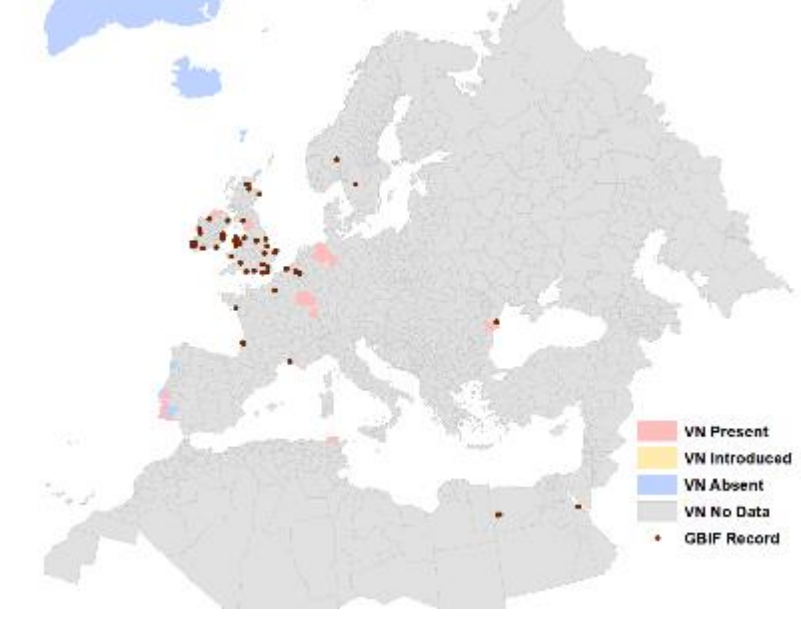 VN Present
VN Introduced
VN Absent
VN No Data
GBIF Record